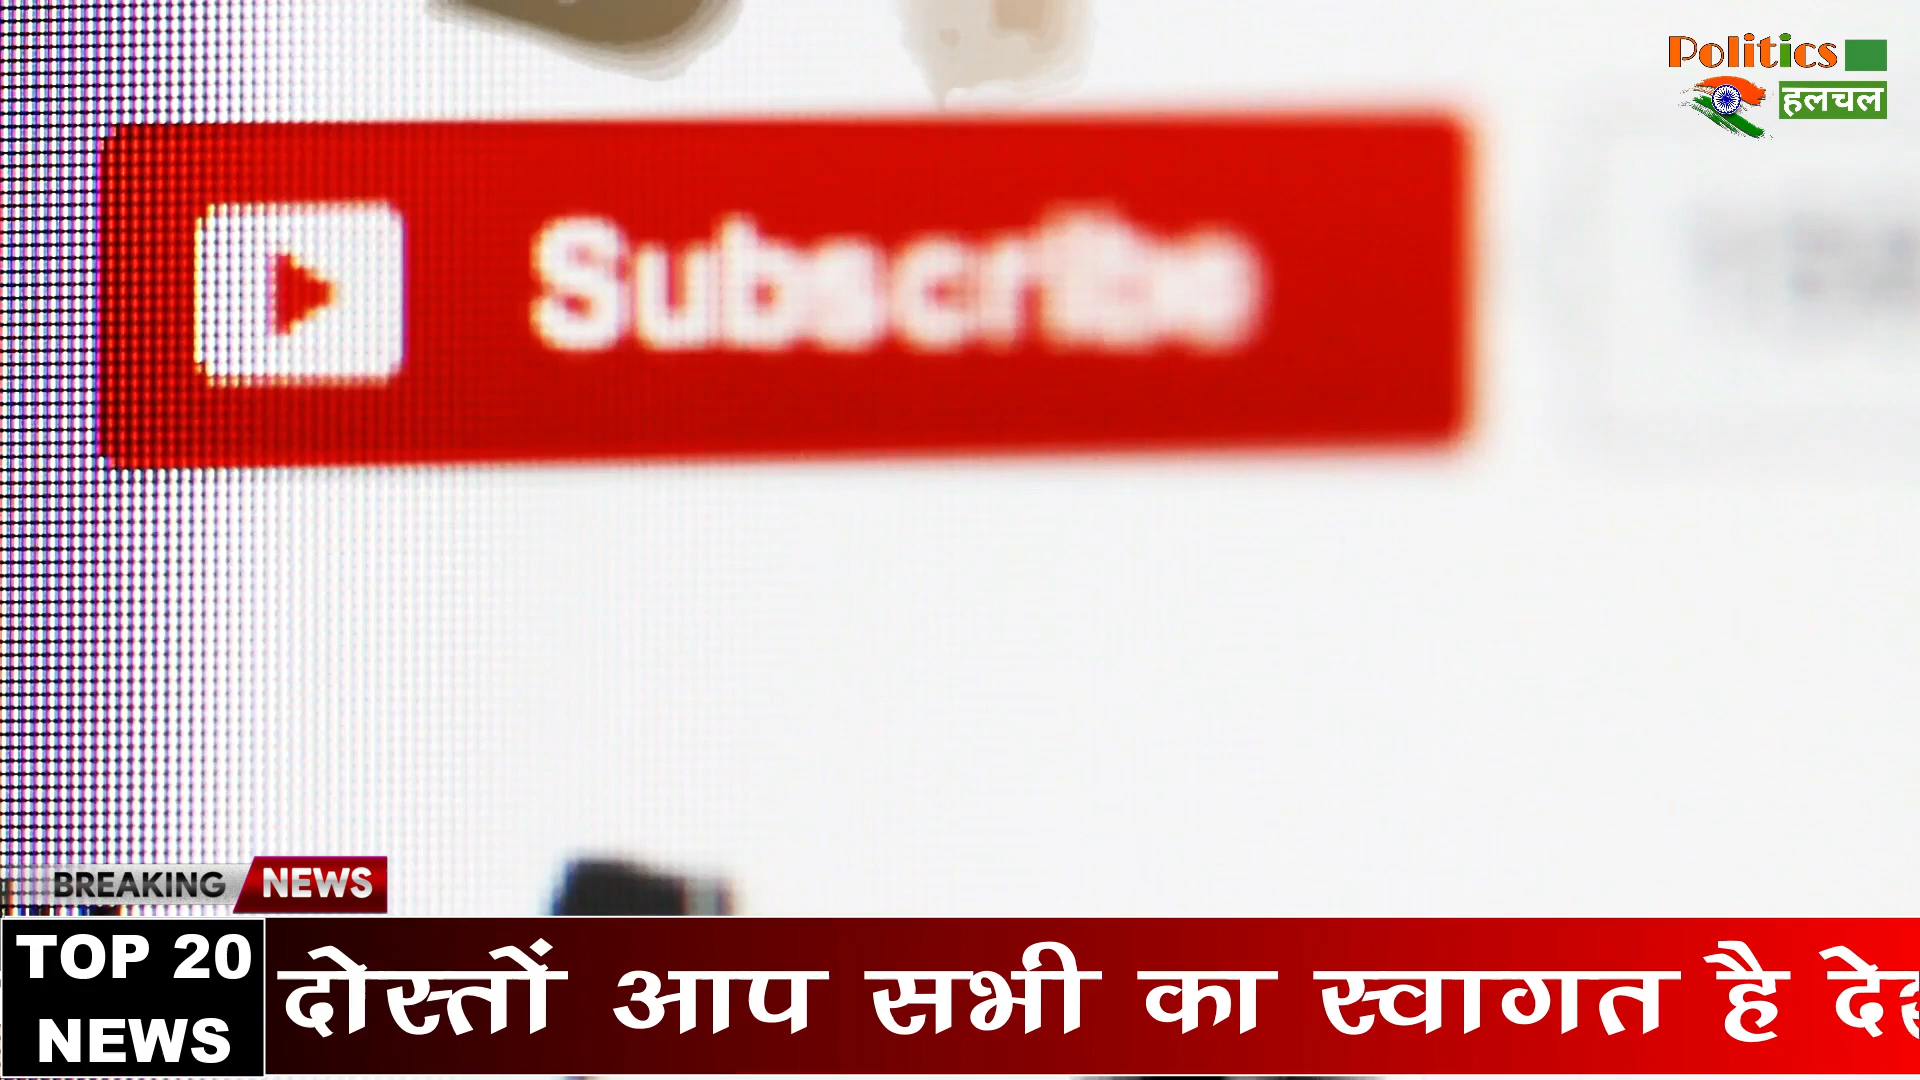 Politics
हलचल
Subscribe
BREAKING NEWS
TOP 20
NEWS
दोस्तों आप सभी का स्वागत है